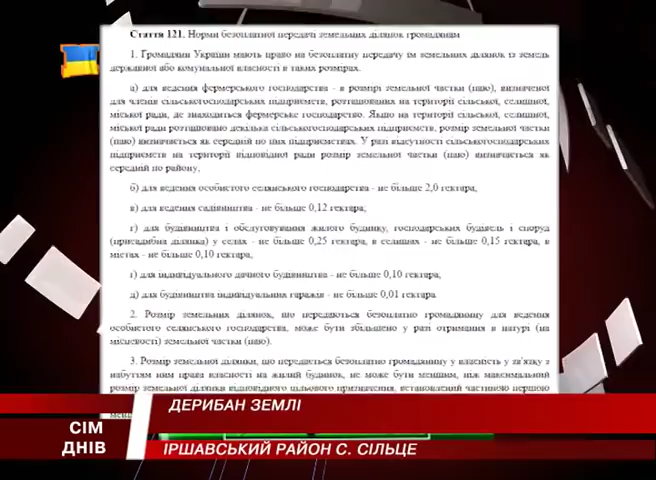 Стаття 121. Норми безоплатної передачі земельних ділянок громадянам
1. Громадяни України мають право на безоплатну передачу їм земельних ділянок із земель
державної або комунальної власності в таких розмірах:
а) для ведення фермерського господарства - в розмірі земельної частки (паю), визначеної
для членів сільськогосподарських підприємств, розташованих на території сільської, селищної,
міської ради, де знаходиться фермерське господарство. Якщо на території сільської, селищної,
міської ради розташовано декілька сільськогосподарських підприємств, розмір земельної частки
(паю) визначається як середній по цих підприємствах. У разі відсутності сільськогосподарських
підприємств на території відповідної ради розмір земельної частки (паю) визначається як
середній по району;
б) для ведення особистого селянського господарства - не більше 2,0 гектара;
в) для ведення садівництва - не більше 0,12 гектара;
г) для будівництва і обслуговування жилого будинку, господарських будівель і споруд
(присадибна ділянка) у селах - не більше 0,25 гектара, в селищах - не більше 0,15 гектара, в
містах - не більше 0,10 гектара;
ґ) для індивідуального дачного будівництва - не більше 0,10 гектара;
д) для будівництва індивідуальних гаражів - не більше 0,01 гектара.
2. Розмір земельних ділянок, що передаються безоплатно громадянину для ведення
особистого селянського господарства, може бути збільшено у разі отримання в натурі (на
місцевості) земельної частки (паю).
3. Розмір земельної ділянки, що передається безоплатно громадянину у власність у зв'язку з
набуттям ним права власності на жилий будинок, не може бути меншим, ніж максимальний
розмір земельної ділянки відповідного цільового призначення, встановлений частиною першою
ДЕРИБАН ЗЕМЛІ
СІМ
ДНІВ
ІРШАВСЬКИЙ РАЙОН С. СІЛЬЦЕ